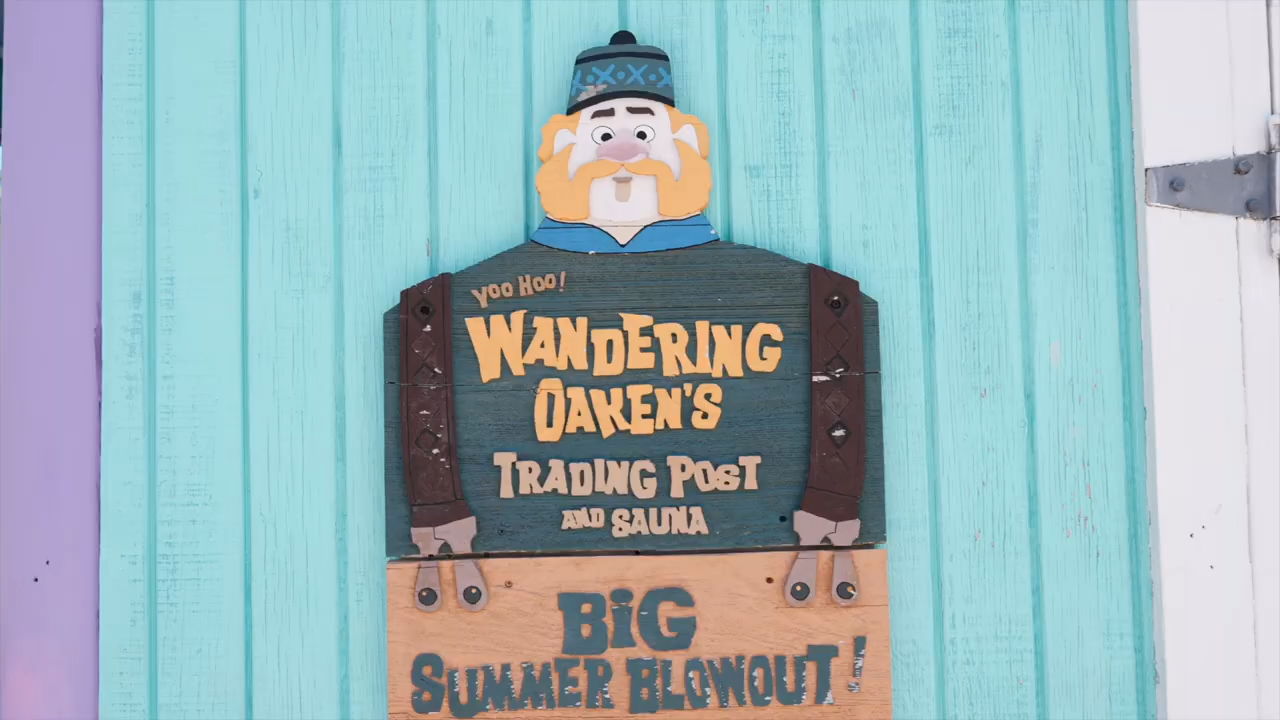 YOO HOO!
WANDERING
OAKEN'S
TRADING POST
AND SAUNA
BIG
SUMMER BLOWOUT!